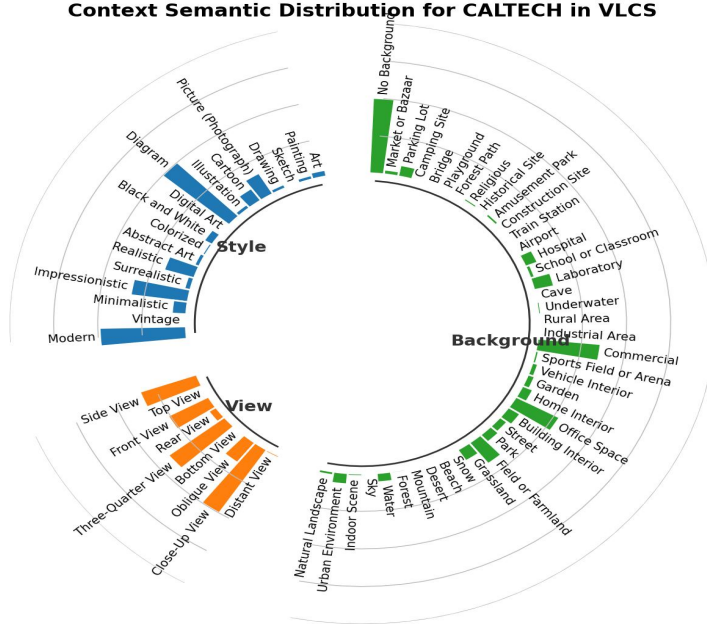 Context Semantic Distribution for CALTECH in VLCS
No Background
Market or Bazaar
Parking Lot
Camping Site
Bridge
Playground
Forest Path
Religious
Historical Site
Amusement Park
Construction Site
Train Station
Airport
Hospital
School or Classroom
Laboratory
Cave
Underwater
Rural Area
Industrial Area
Background
Commercial
Sports Field or Arena
Vehicle Interior
Garden
Home Interior
Office Space
Building Interior
Street
Park
Field or Farmland
Grassland
Snow
Beach
Desert
Mountain
Forest
Water
Sky
Indoor Scene
Urban Environment
Natural Landscape
Distant View
Close-Up View
Oblique View
Bottom View
Three-Quarter View
Rear View
Front View
Top View
Side View
View
Modern
Vintage
Minimalistic
Impressionistic
Surrealistic
Realistic
Abstract Art
Colorized
Black and White
Digital Art
Diagram
Illustration
Cartoon
Picture (Photograph)
Drawing
Sketch
Painting
Art
Style